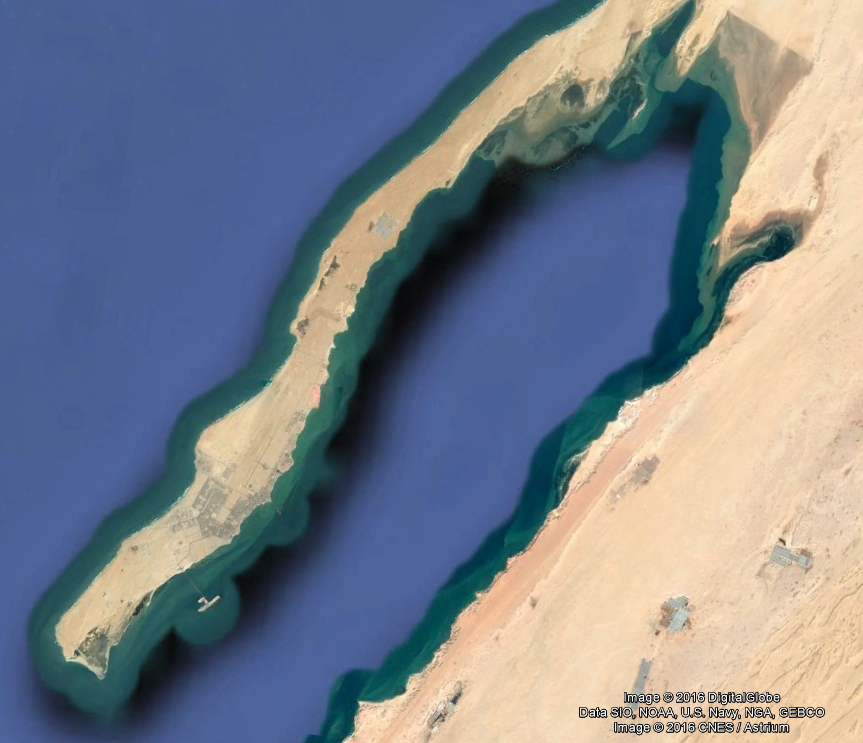 Image © 2016 DigitalGlobe
Data SIO, NOAA, U.S. Navy, NGA, GEBCO
Image © 2016 CNES / Astrium